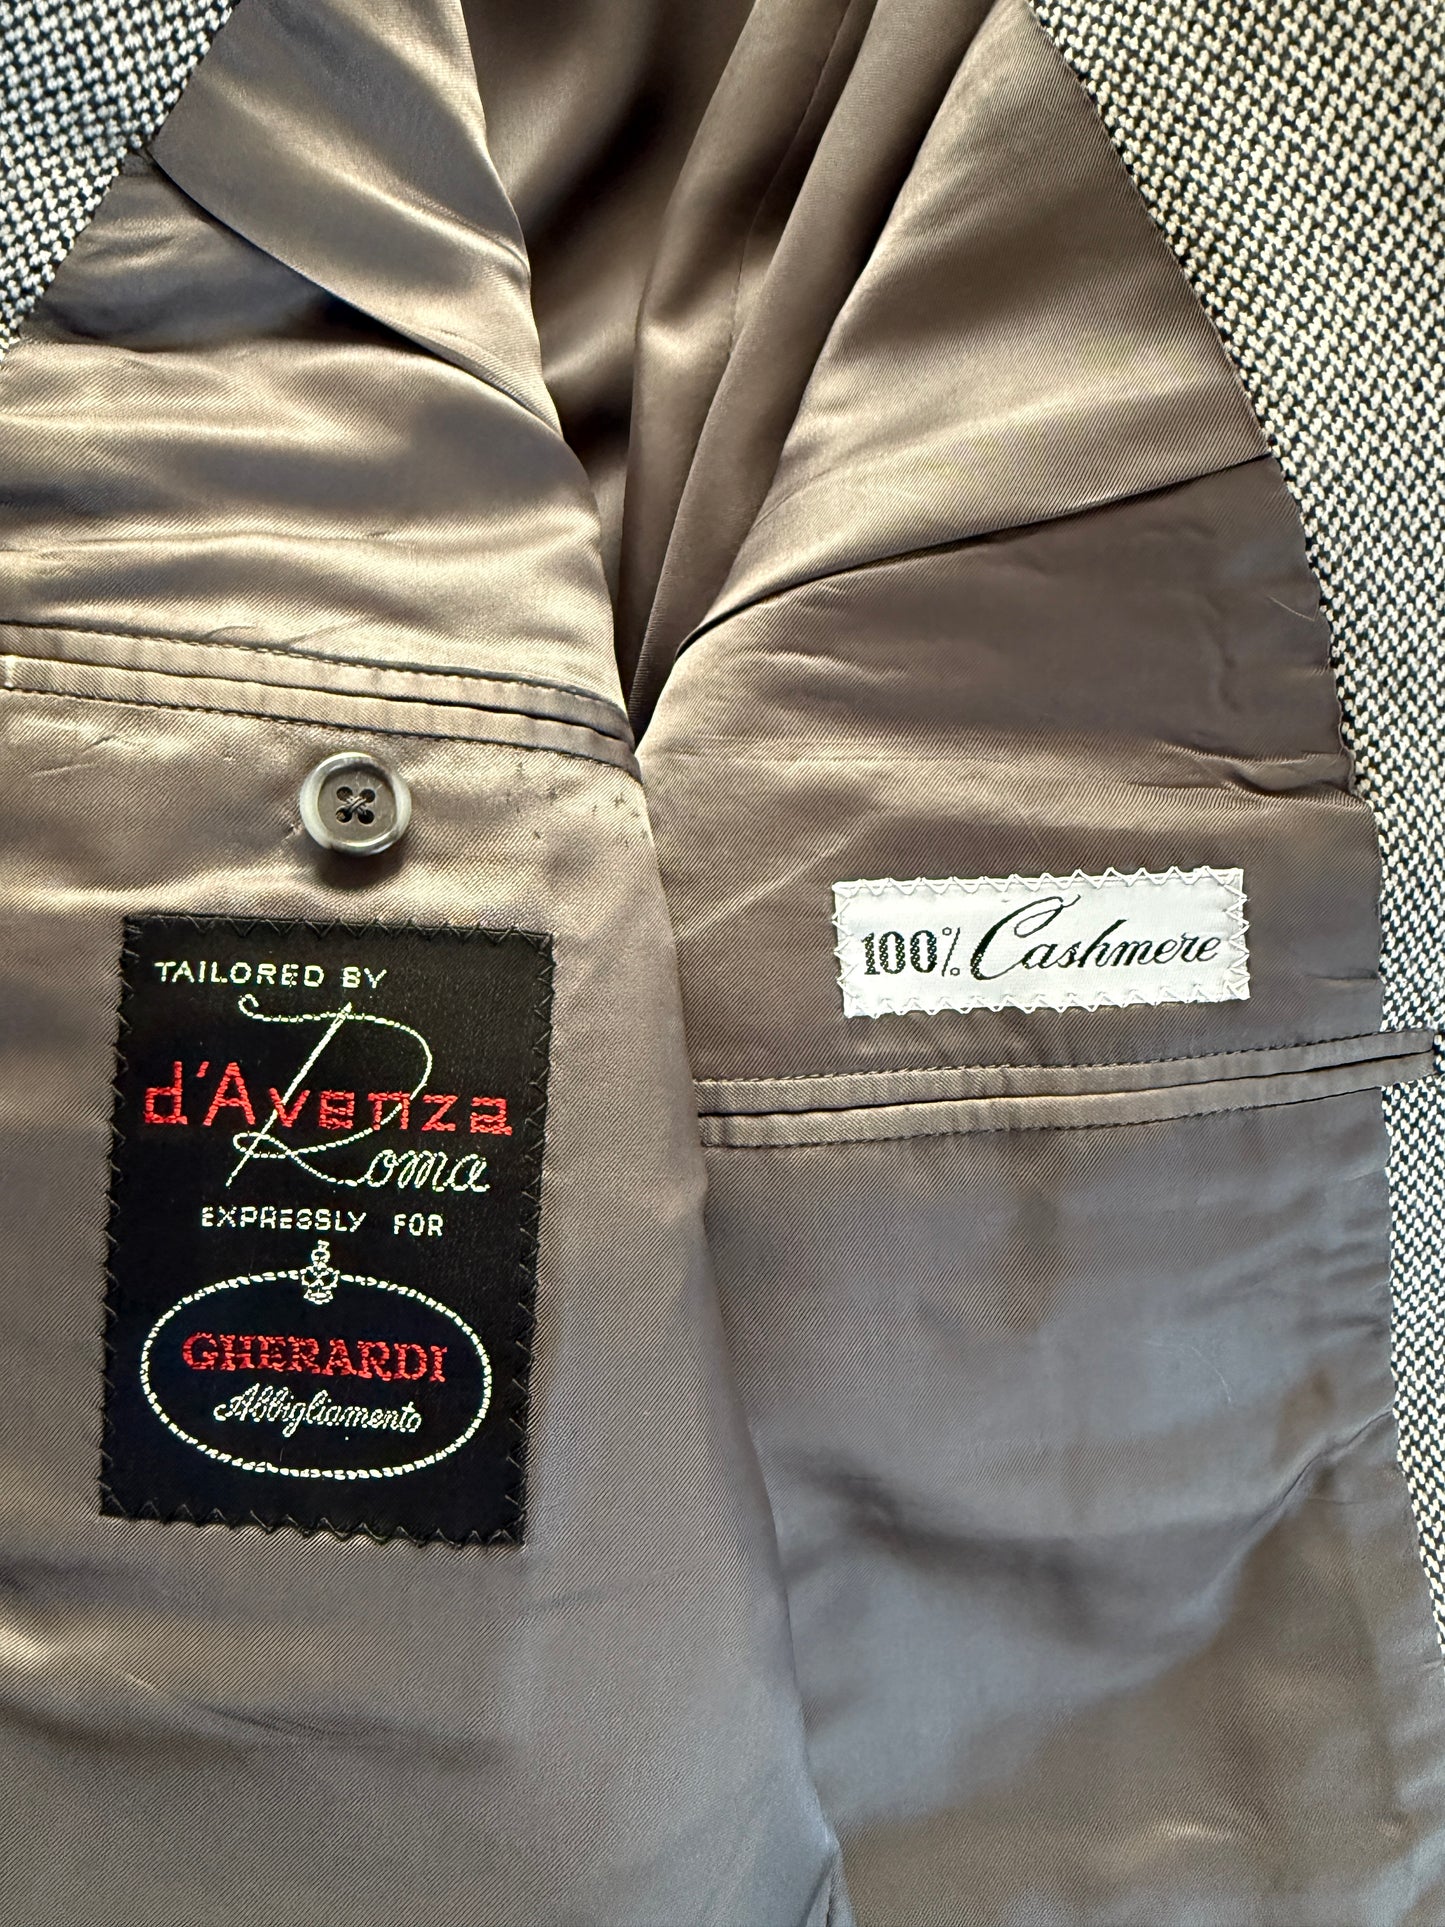 TAILORED BY
d'Avenza
Roma
EXPRESSLY FOR
GHERARDI
Abbigliamento
100% Cashmere